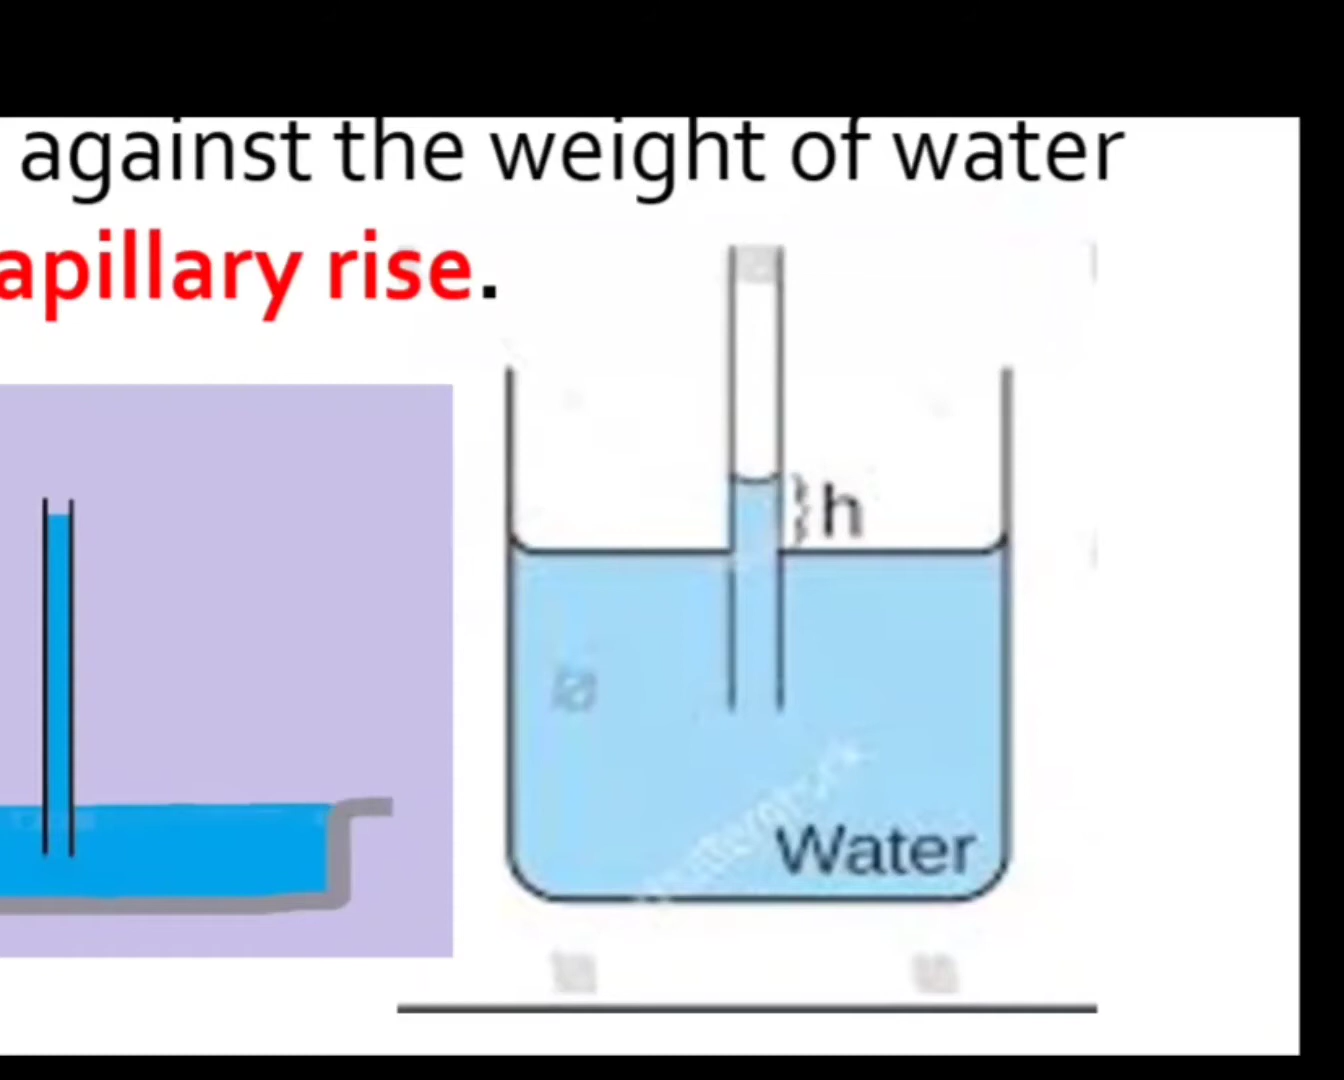 against the weight of water
apillary rise.
h
Water